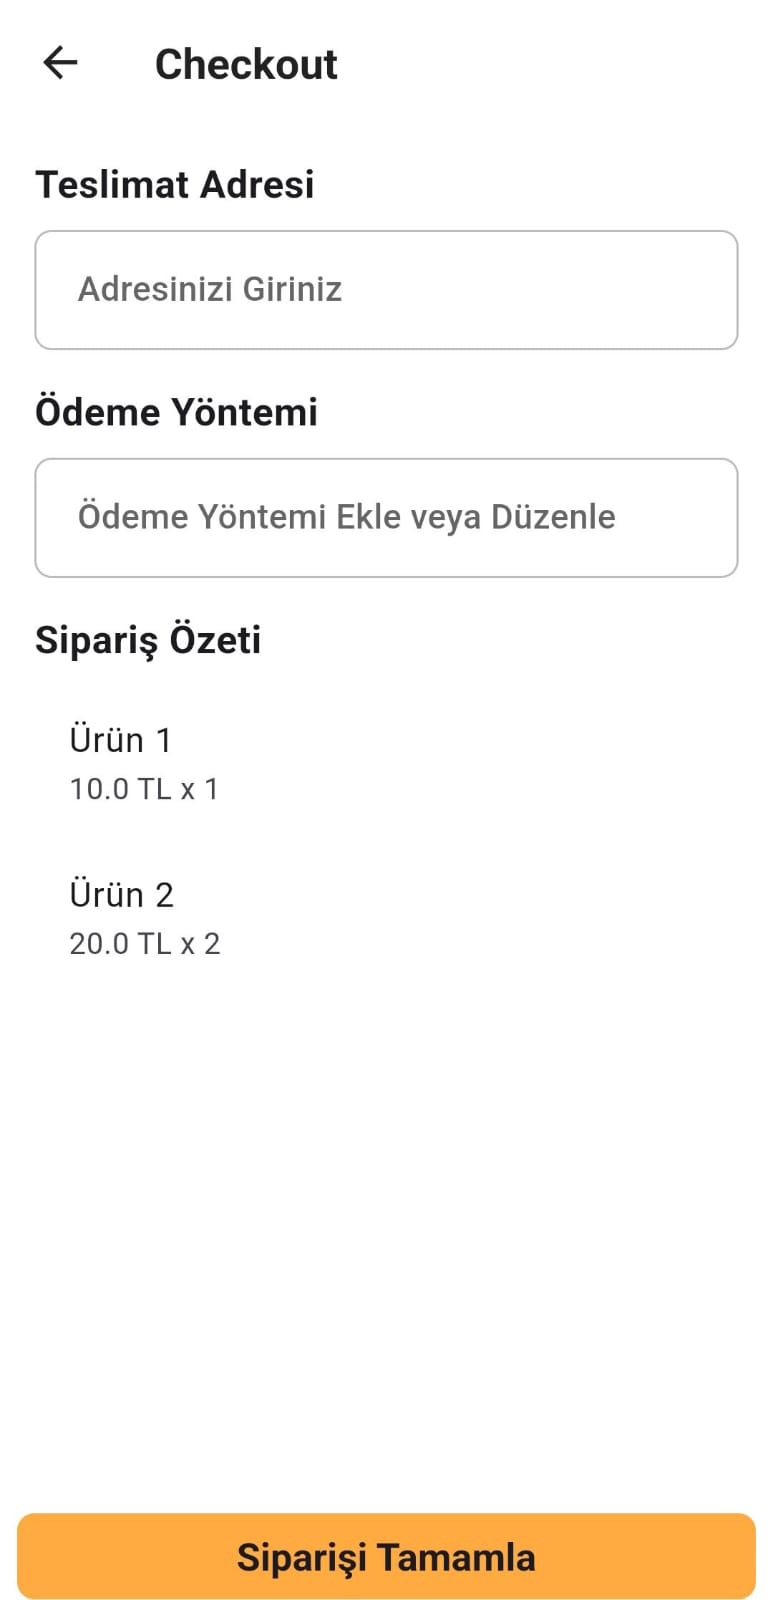 Checkout
Teslimat Adresi
Adresinizi Giriniz
Ödeme Yöntemi
Ödeme Yöntemi Ekle veya Düzenle
Sipariş Özeti
Ürün 1
10.0 TL x 1
Ürün 2
20.0 TL x 2
Siparişi Tamamla